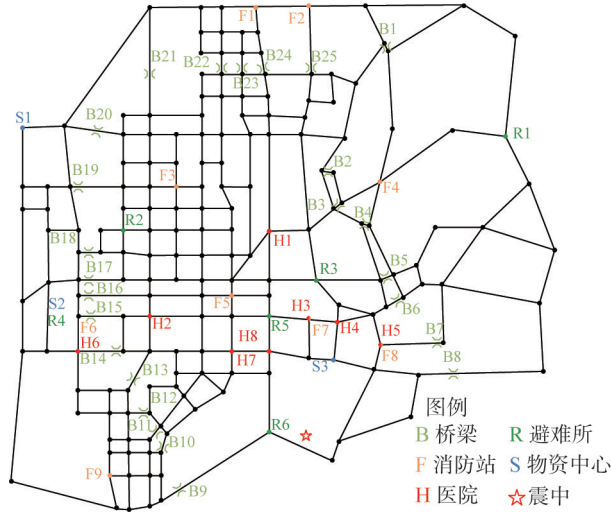 F1 F2
B1
B21 B22 B23 B24 B25
S1 B20
R1
B19 F3 B2 F4
B3 B4
R2
B18 H1
B17 R3 B5
B16
S2 F5 B6
R4 B15 H3
F6 H2 R5 F7 H4
H6 H8 H5 B7
B14 H7 F8
S3 B8
B13
B12
B11 R6
B10
F9
B9
图例
B 桥梁 R 避难所
F 消防站 S 物资中心
H 医院 ☆震中